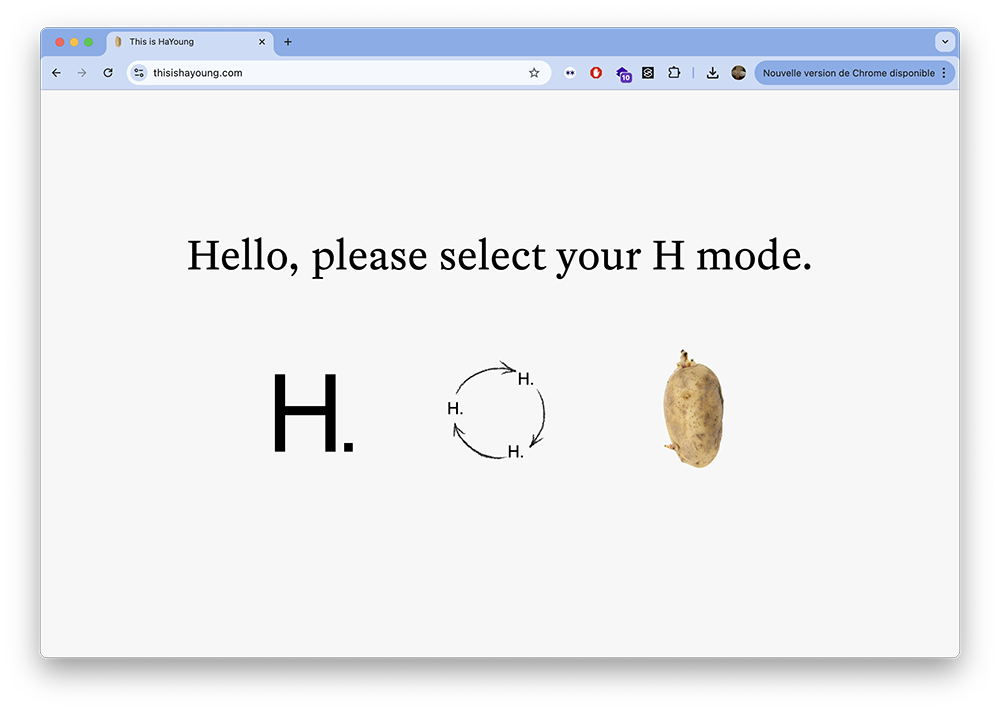 This is HaYoung
thisishayoung.com
10
Nouvelle version de Chrome disponible
Hello, please select your H mode.
H.
H.
H.
H.